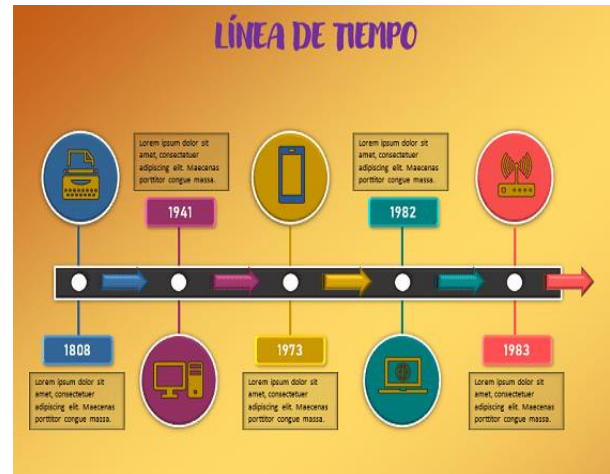 LÍNEA DE TIEMPO
Lorem ipsum dolor sit
amet, consectetuer
adipiscing elit. Maecenas
porttitor congue massa.
1941
Lorem ipsum dolor sit
amet, consectetuer
adipiscing elit. Maecenas
porttitor congue massa.
1982
1808
Lorem ipsum dolor sit
amet, consectetuer
adipiscing elit. Maecenas
porttitor congue massa.
1973
Lorem ipsum dolor sit
amet, consectetuer
adipiscing elit. Maecenas
porttitor congue massa.
1983
Lorem ipsum dolor sit
amet, consectetuer
adipiscing elit. Maecenas
porttitor congue massa.